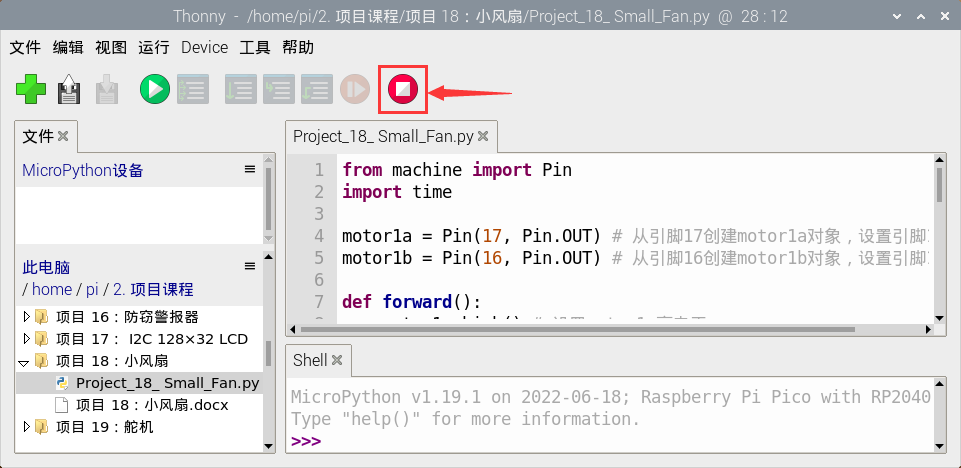 Thonny - /home/pi/2. 项目课程/项目 18：小风扇/Project_18_ Small_Fan.py @ 28 : 12
文件 编辑 视图 运行 Device 工具 帮助
文件
MicroPython设备
此电脑
/ home / pi / 2. 项目课程
项目 16：防窃警报器
项目 17： I2C 128×32 LCD
项目 18：小风扇
Project_18_ Small_Fan.py
项目 18：小风扇.docx
项目 19：舵机
Project_18_ Small_Fan.py
1 from machine import Pin
2 import time
3
4 motor1a = Pin(17, Pin.OUT) # 从引脚17创建motor1a对象，设置引脚
5 motor1b = Pin(16, Pin.OUT) # 从引脚16创建motor1b对象，设置引脚
6
7 def forward():
Shell
MicroPython v1.19.1 on 2022-06-18; Raspberry Pi Pico with RP2040
Type "help()" for more information.
>>>